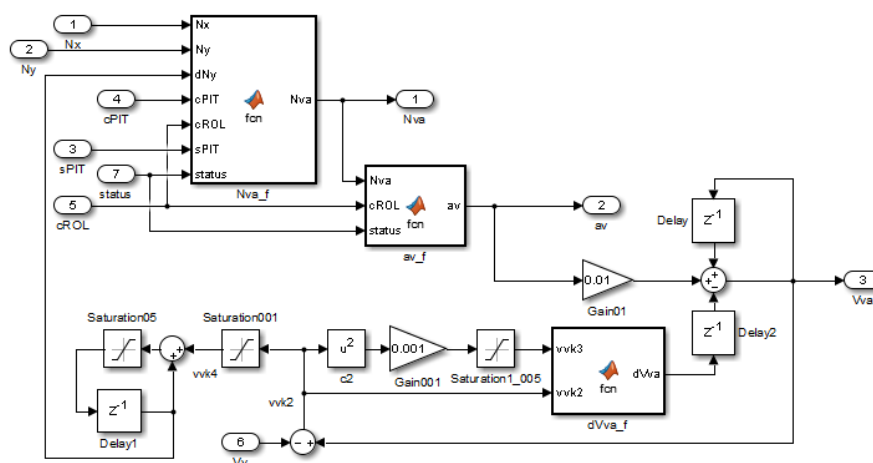 1
Nx
2
Ny
4
cPIT
3
sPIT
7
status
5
cROL
Nx
Ny
dNy
cPIT
cROL
sPIT
status
fcn
Nva
Nva_f
1
Nva
Nva
cROL
status
fcn
av
av_f
2
av
Delay
z-1
0.01
Gain01
+
+
−
3
Vva
z-1
Delay2
Saturation05
+
+
Saturation001
vvk4
u2
c2
0.001
Gain001
Saturation1_005
vvk3
vvk2
fcn
dVva
dVva_f
z-1
Delay1
vvk2
− +
6